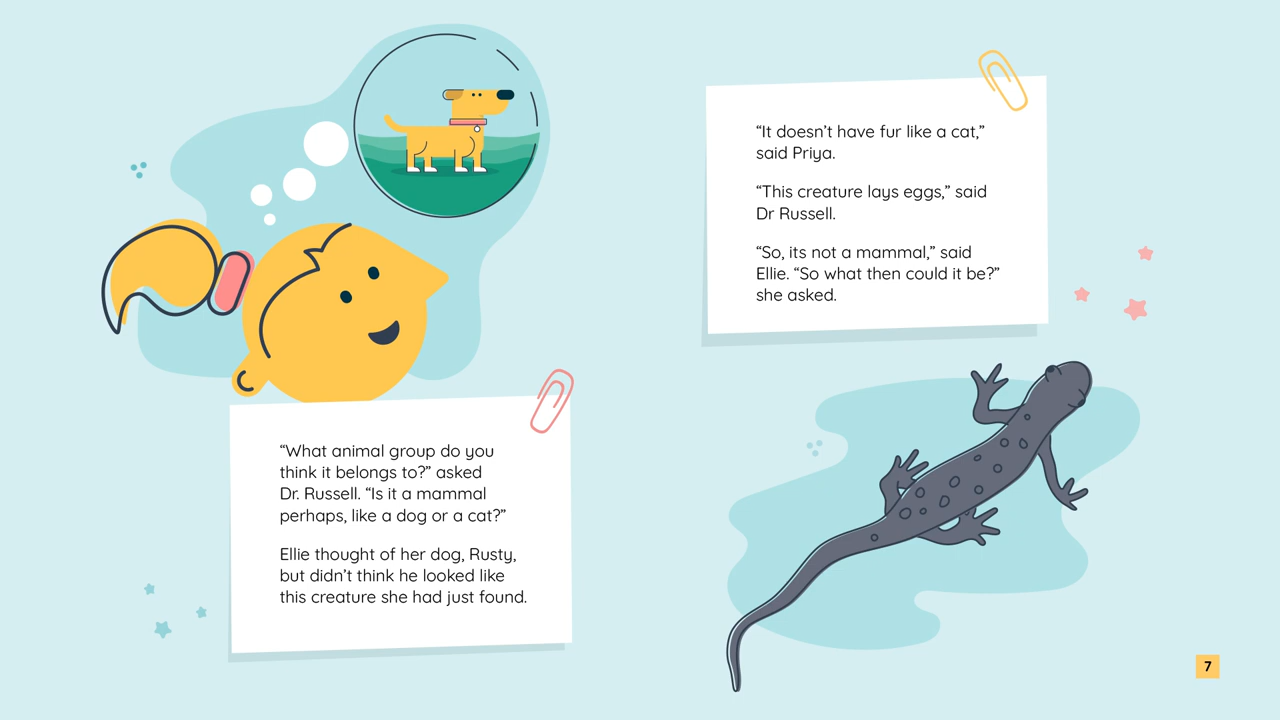 “What animal group do you
think it belongs to?” asked
Dr. Russell. “Is it a mammal
perhaps, like a dog or a cat?”
Ellie thought of her dog, Rusty,
but didn’t think he looked like
this creature she had just found.
“It doesn’t have fur like a cat,”
said Priya.
“This creature lays eggs,” said
Dr Russell.
“So, its not a mammal,” said
Ellie. “So what then could it be?”
she asked.
7